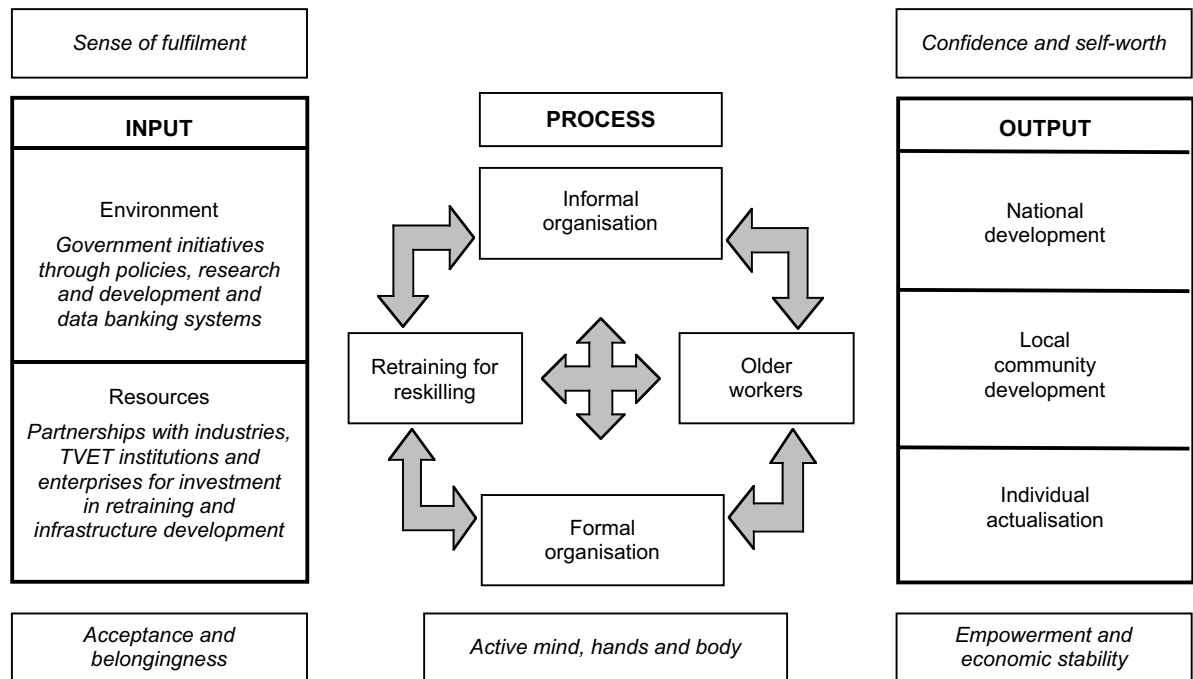 Sense of fulfilment
Confidence and self-worth
INPUT
Environment
Government initiatives
through policies, research
and development and
data banking systems
Resources
Partnerships with industries,
TVET institutions and
enterprises for investment
in retraining and
infrastructure development
PROCESS
Informal
organisation
Retraining for
reskilling
Older
workers
Formal
organisation
OUTPUT
National
development
Local
community
development
Individual
actualisation
Acceptance and
belongingness
Active mind, hands and body
Empowerment and
economic stability